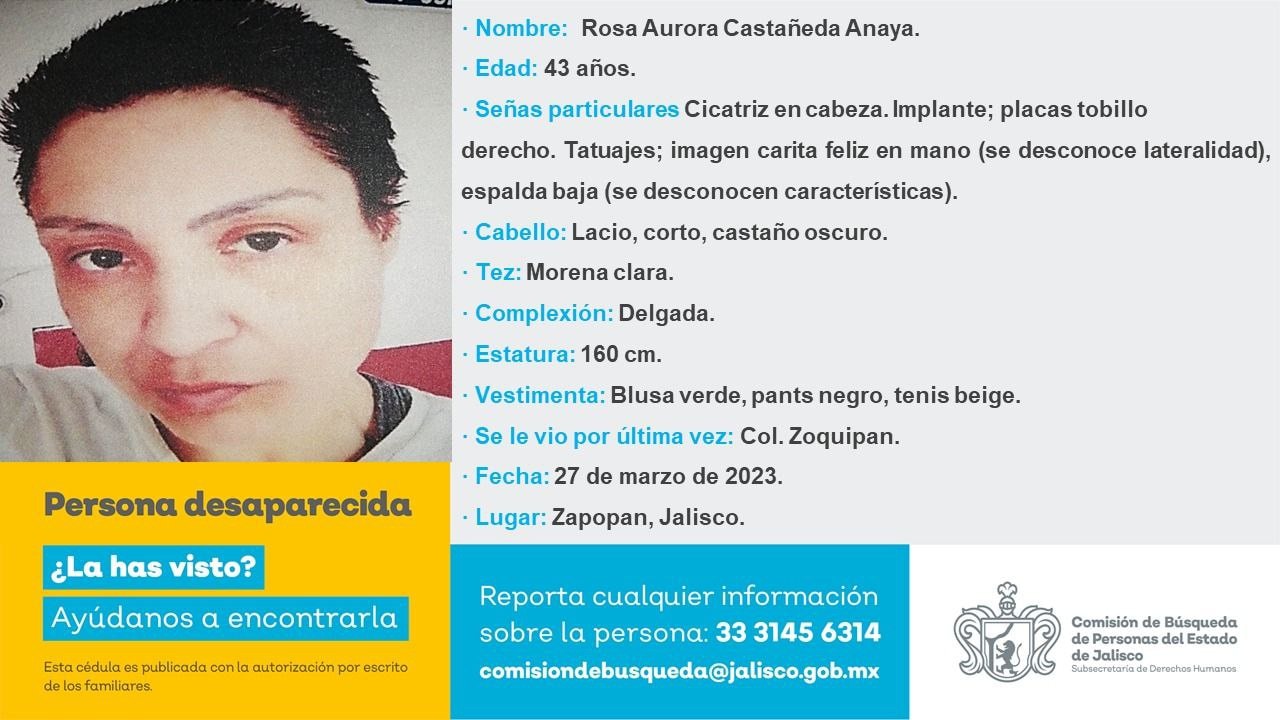 · Nombre: Rosa Aurora Castañeda Anaya.
· Edad: 43 años.
· Señas particulares Cicatriz en cabeza. Implante; placas tobillo
derecho. Tatuajes; imagen carita feliz en mano (se desconoce lateralidad),
espalda baja (se desconocen características).
· Cabello: Lacio, corto, castaño oscuro.
· Tez: Morena clara.
· Complexión: Delgada.
· Estatura: 160 cm.
· Vestimenta: Blusa verde, pants negro, tenis beige.
· Se le vio por última vez: Col. Zoquipan.
· Fecha: 27 de marzo de 2023.
· Lugar: Zapopan, Jalisco.
Persona desaparecida
¿La has visto?
Ayúdanos a encontrarla
Esta cédula es publicada con la autorización por escrito
de los familiares.
Reporta cualquier información
sobre la persona: 33 3145 6314
comisiondebusqueda@jalisco.gob.mx
Comisión de Búsqueda
de Personas del Estado
de Jalisco
Subsecretaría de Derechos Humanos